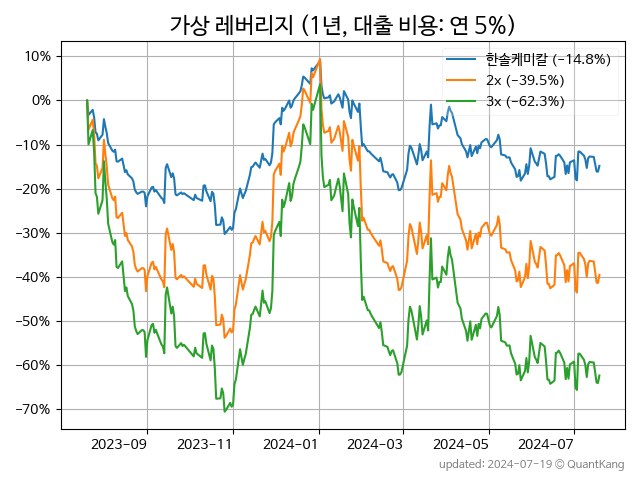 가상 레버리지 (1년, 대출 비용: 연 5%)
한솔케미칼 (−14.8%)
2x (−39.5%)
3x (−62.3%)
10%
0%
−10%
−20%
−30%
−40%
−50%
−60%
−70%
2023-09 2023-11 2024-01 2024-03 2024-05 2024-07
updated: 2024-07-19 © QuantKang